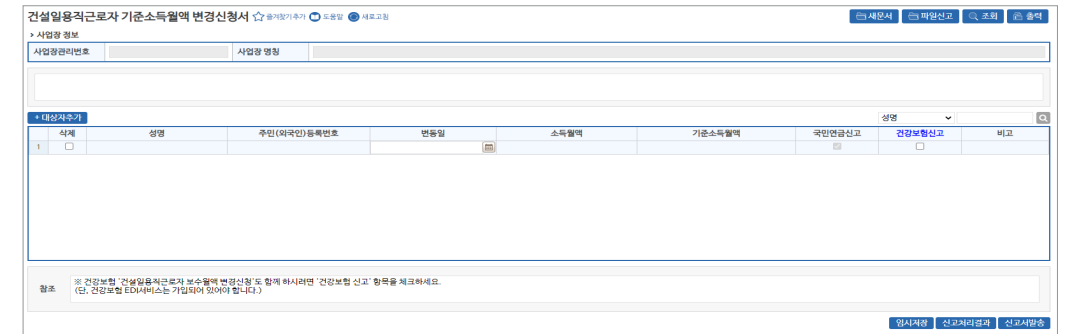 건설일용직근로자 기준소득월액 변경신청서 즐겨찾기추가 도움말 새로고침 새문서 파일신고 조회 출력
> 사업장 정보
사업장관리번호 사업장 명칭
+ 대상자추가 성명
삭제 성명 주민(외국인)등록번호 변동일 소득월액 기준소득월액 국민연금신고 건강보험신고 비고
1
참조
※ 건강보험 '건설일용직근로자 보수월액 변경신청'도 함께 하시려면 '건강보험 신고' 항목을 체크하세요.
(단, 건강보험 EDI서비스는 가입되어 있어야 합니다.)
임시저장 신고처리결과 신고서발송